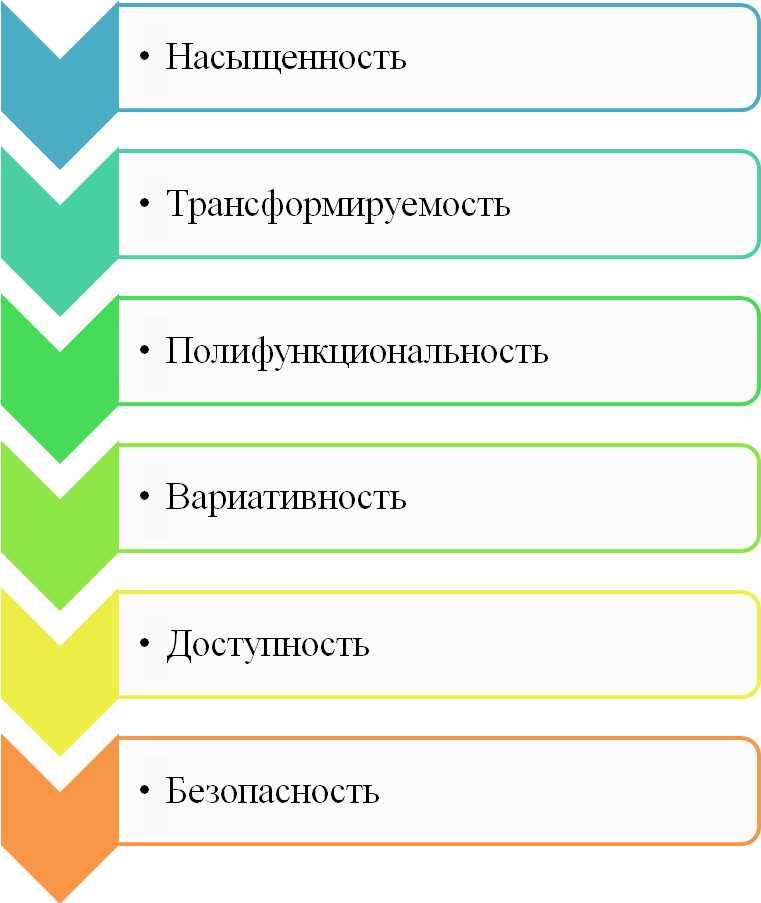 • Насыщенность
• Трансформируемость
• Полифункциональность
• Вариативность
• Доступность
• Безопасность